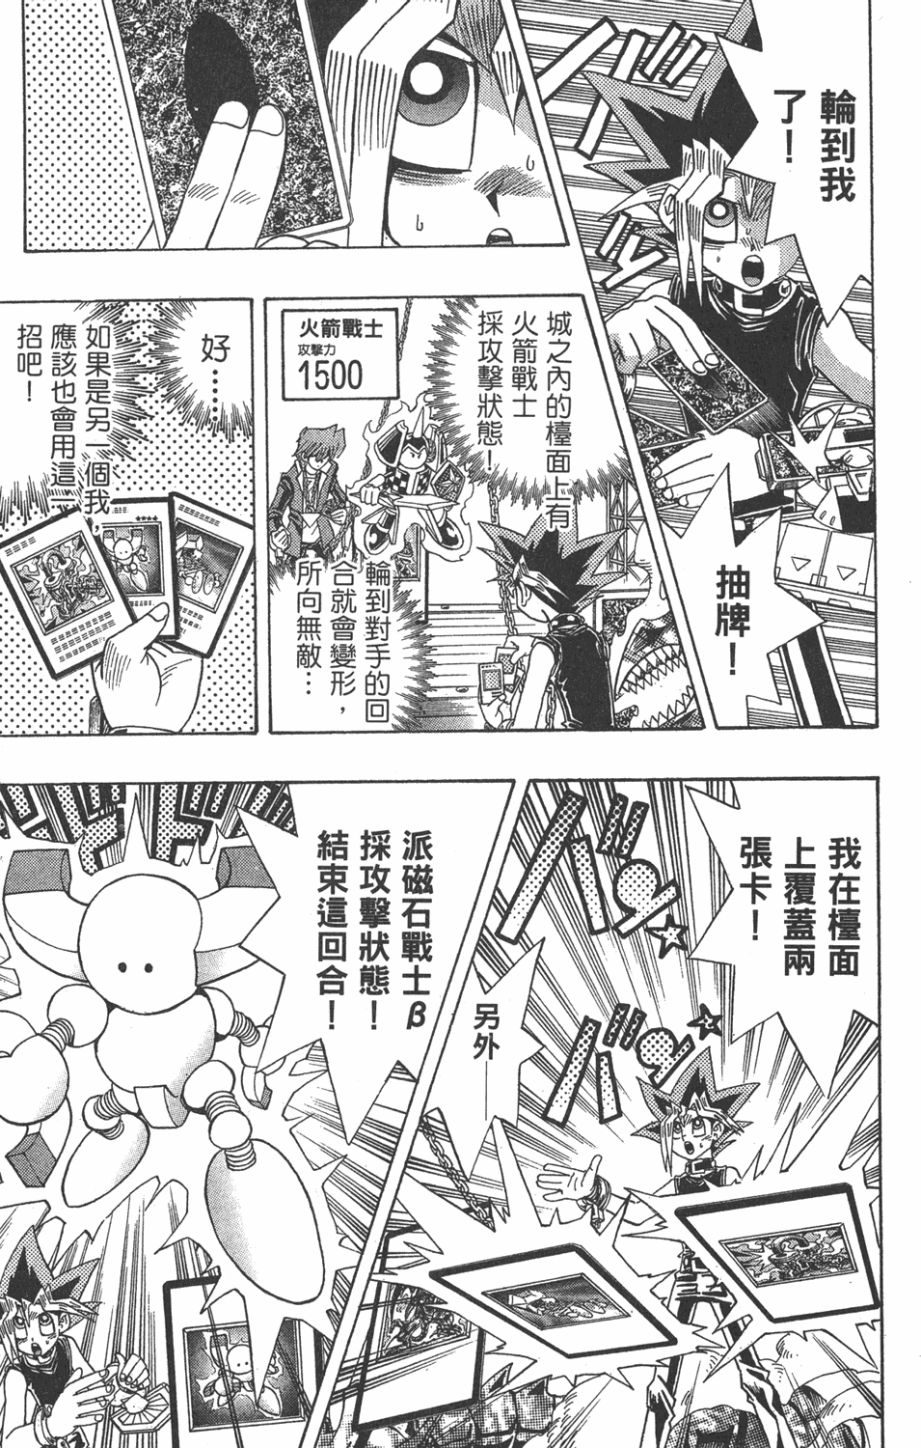 輪到我
了！
抽牌！
城之內的檯面上有
火箭戰士
採攻擊狀態！
火箭戰士
攻擊力
1500
輪到對手的回
合就會變形，
所向無敵…
好……
如果是另一個我
應該也會用這一
招吧！
我在檯面
上覆蓋兩
張卡！
バッ
バッ
另外
派磁石戰士β
採攻擊狀態！
結束這回合！